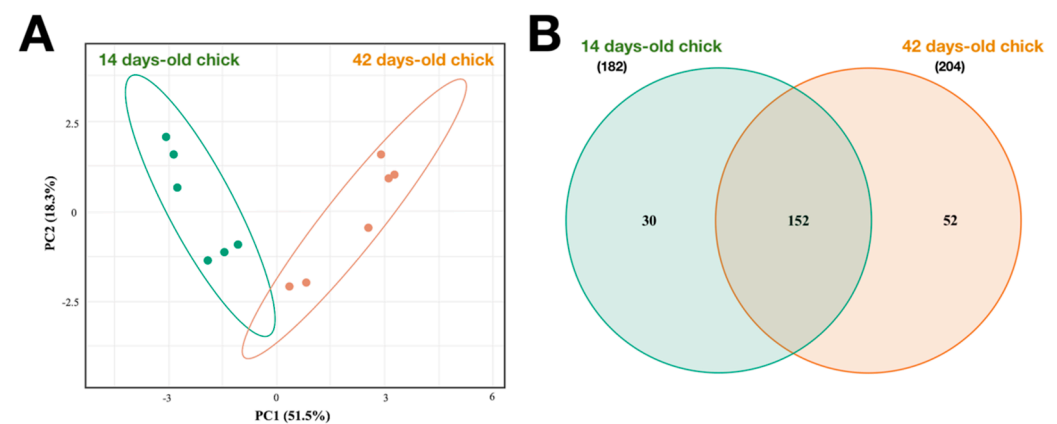 A
14 days-old chick
42 days-old chick
2.5
0
-2.5
PC2 (18.3%)
-3
0
3
6
PC1 (51.5%)
B
14 days-old chick
(182)
42 days-old chick
(204)
30
152
52